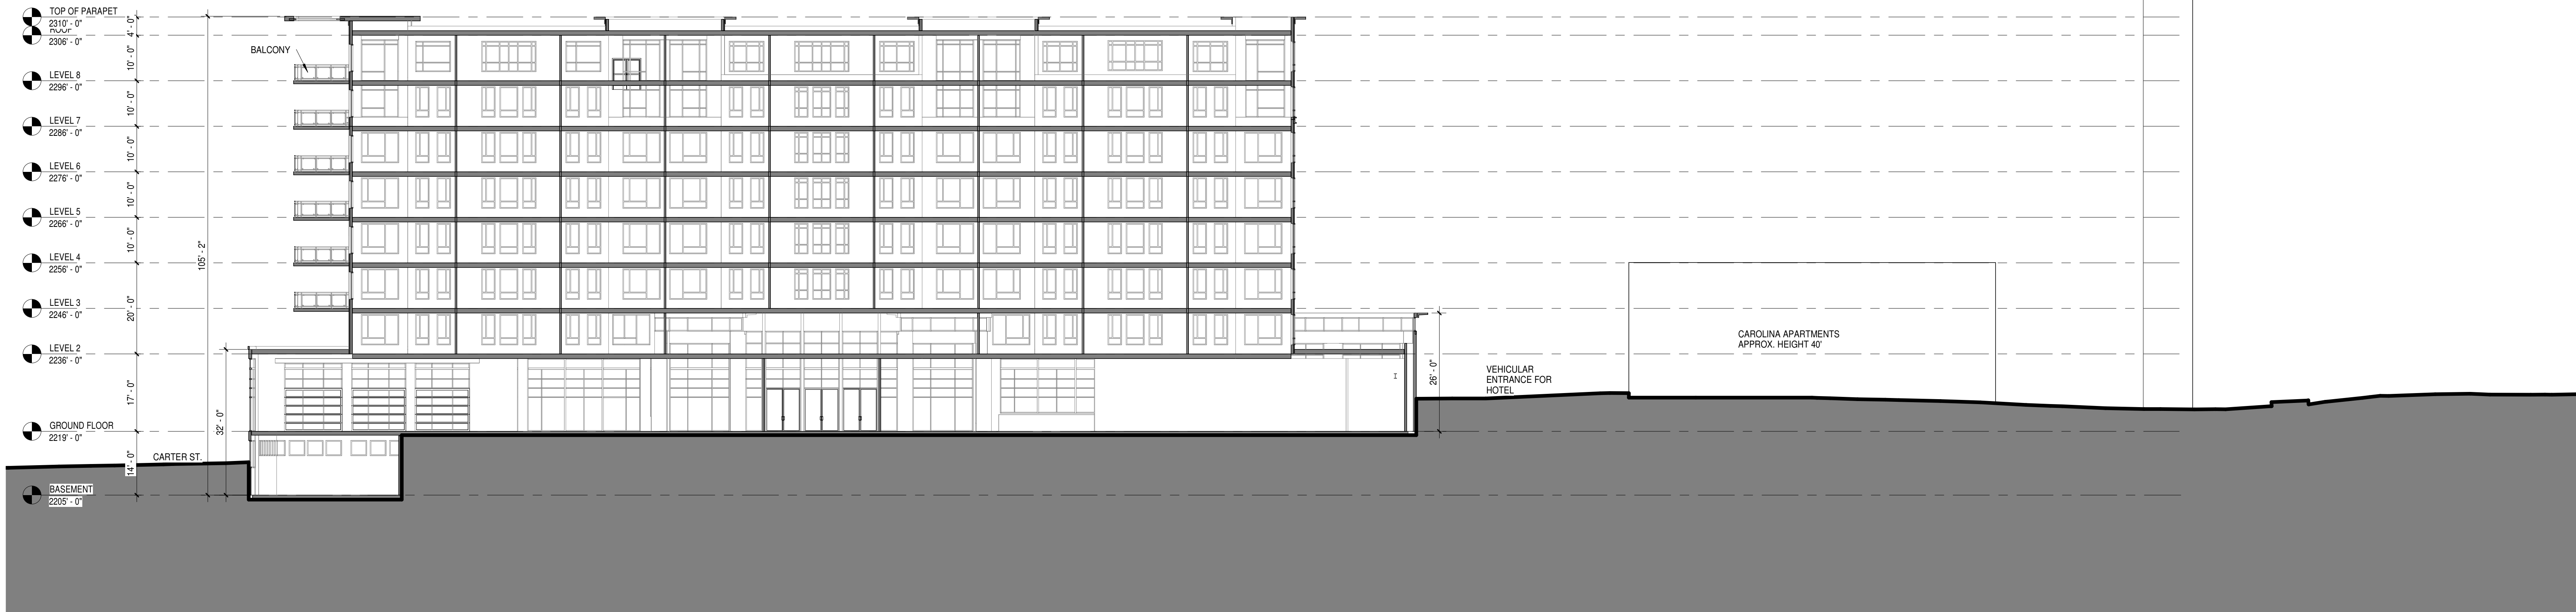 TOP OF PARAPET
2310' - 0"
ROOF
2306' - 0"
LEVEL 8
2296' - 0"
LEVEL 7
2286' - 0"
LEVEL 6
2276' - 0"
LEVEL 5
2266' - 0"
LEVEL 4
2256' - 0"
LEVEL 3
2246' - 0"
LEVEL 2
2236' - 0"
GROUND FLOOR
2219' - 0"
BASEMENT
2205' - 0"
4' - 0"
10' - 0"
10' - 0"
10' - 0"
10' - 0"
10' - 0"
20' - 0"
17' - 0"
14' - 0"
105' - 2"
32' - 0"
BALCONY
CARTER ST.
26' - 0"
VEHICULAR
ENTRANCE FOR
HOTEL
CAROLINA APARTMENTS
APPROX. HEIGHT 40'